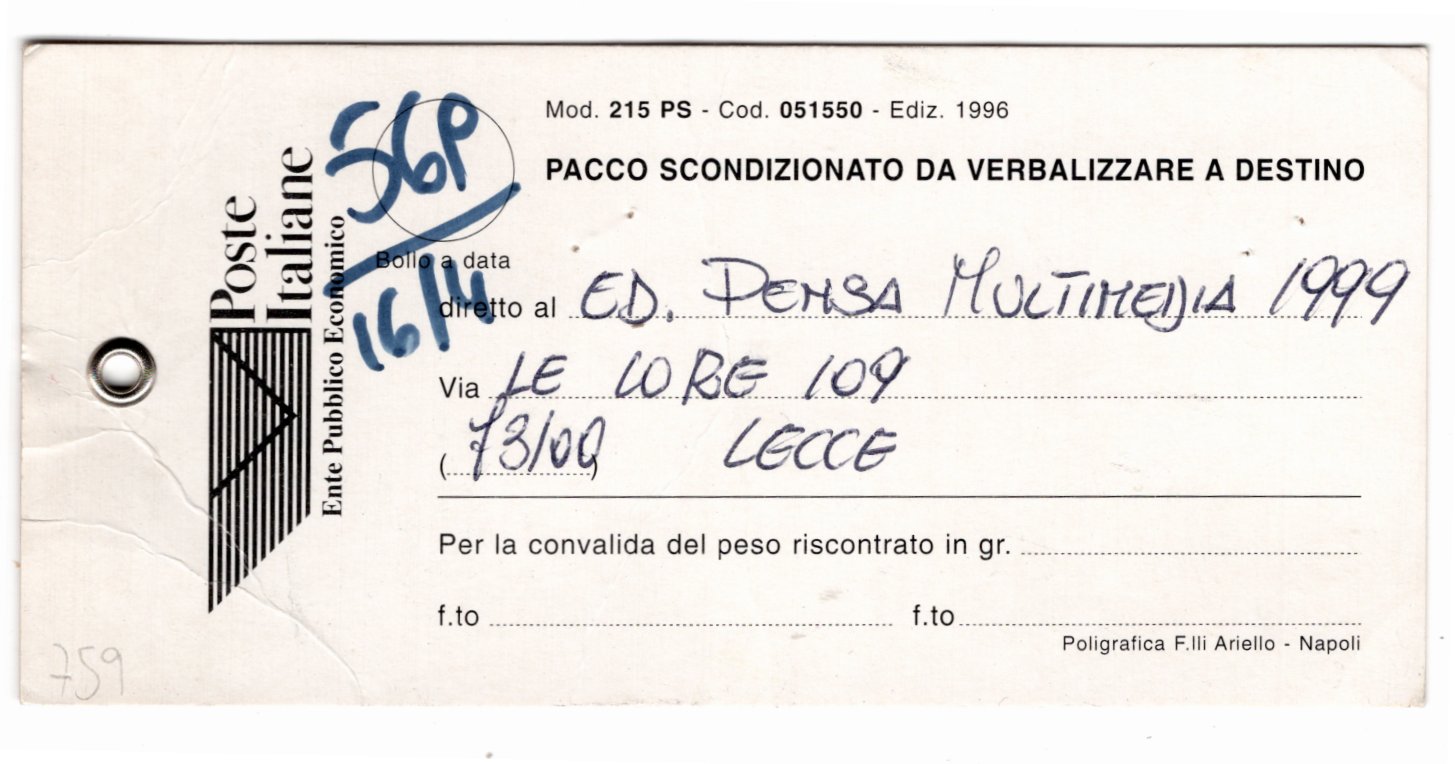 Mod. 215 PS - Cod. 051550 - Ediz. 1996
PACCO SCONDIZIONATO DA VERBALIZZARE A DESTINO
Poste
Italiane
Ente Pubblico Economico
56P
16/4
Bollo a data
diretto al ED. PENSA MULTIMEDIA 1999
Via LE LORE 109
(73100) LECCE
Per la convalida del peso riscontrato in gr.
f.to f.to
Poligrafica F.lli Ariello - Napoli
759